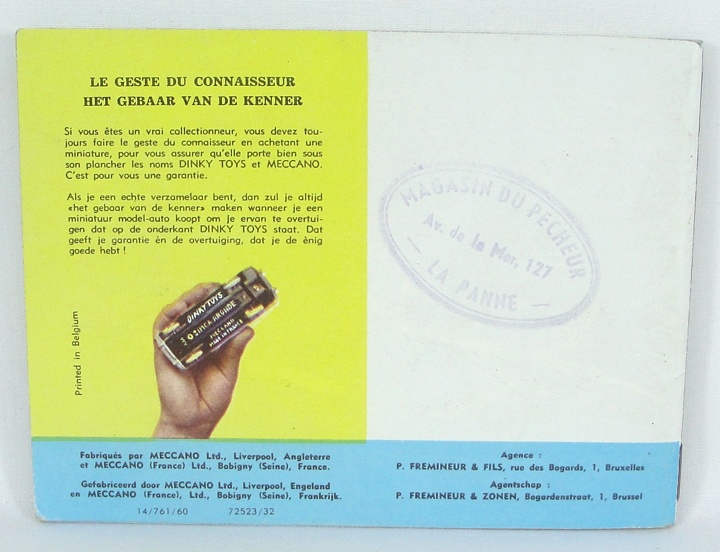 LE GESTE DU CONNAISSEUR
HET GEBAAR VAN DE KENNER
Si vous êtes un vrai collectionneur, vous devez tou-
jours faire le geste du connaisseur en achetant une
miniature, pour vous assurer qu'elle porte bien sous
son plancher les noms DINKY TOYS et MECCANO.
C'est pour vous une garantie.
Als je een echte verzamelaar bent, dan zul je altijd
«het gebaar van de kenner» maken wanneer je een
miniatuur model-auto koopt om je ervan te overtui-
gen dat op de onderkant DINKY TOYS staat. Dat
geeft je garantie èn de overtuiging, dat je de ènig
goede hebt !
DINKY TOYS
SIMCA ARONDE
MECCANO
MADE IN FRANCE
Printed in Belgium
MAGASIN DU PECHEUR
Av. de la Mer, 127
— LA PANNE —
Fabriqués par MECCANO Ltd., Liverpool, Angleterre
et MECCANO (France) Ltd., Bobigny (Seine), France.
Gefabriceerd door MECCANO Ltd., Liverpool, Engeland
en MECCANO (France), Ltd., Bobigny (Seine), Frankrijk.
14/761/60 72523/32
Agence :
P. FREMINEUR & FILS, rue des Bogards, 1, Bruxelles
Agentschap :
P. FREMINEUR & ZONEN, Bogardenstraat, 1, Brussel